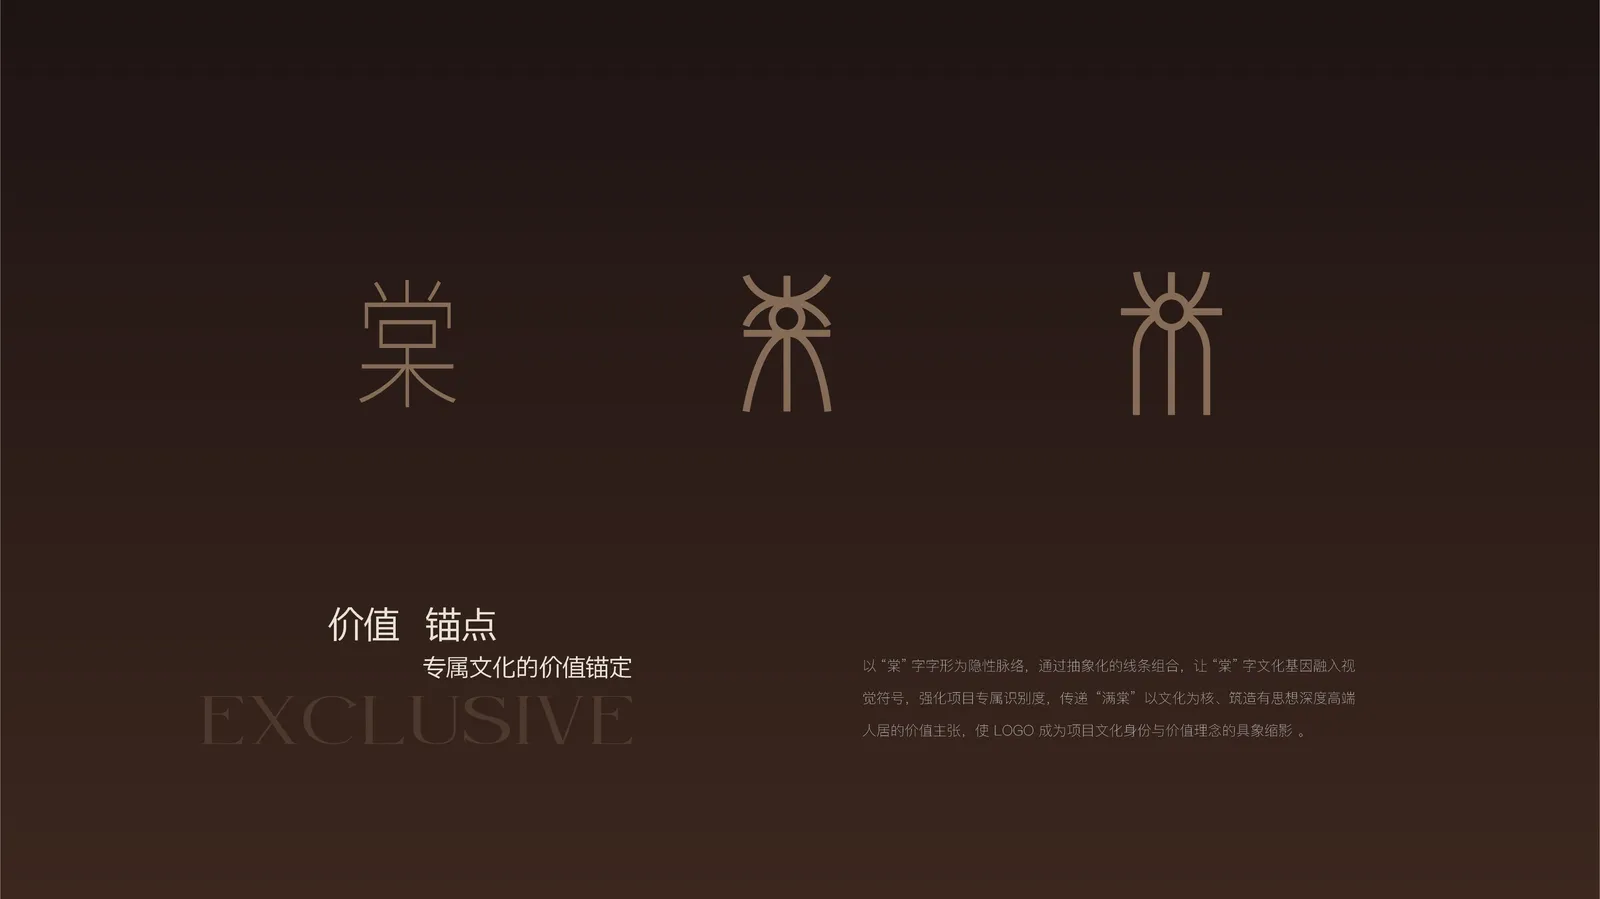 棠
价值 锚点
专属文化的价值锚定
EXCLUSIVE
以“棠”字字形为隐性脉络，通过抽象化的线条组合，让“棠”字文化基因融入视
觉符号，强化项目专属识别度，传递“满棠”以文化为核、筑造有思想深度高端
人居的价值主张，使 LOGO 成为项目文化身份与价值理念的具象缩影 。